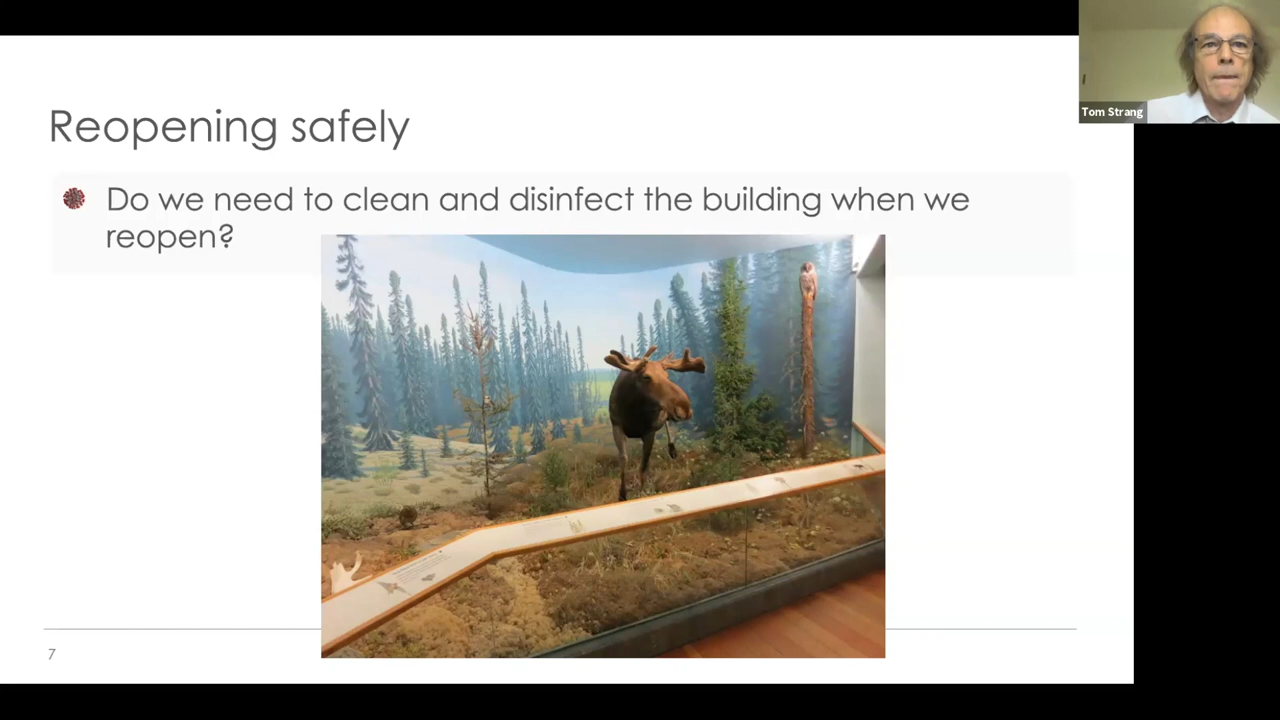 Tom Strang
Reopening safely
Do we need to clean and disinfect the building when we
reopen?
7